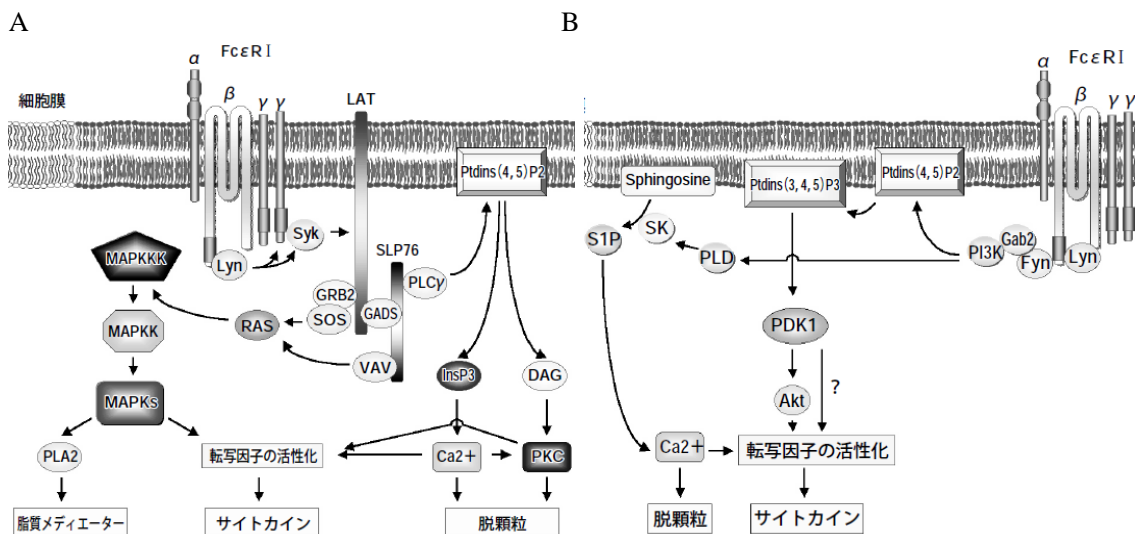 A
FcεRⅠ
α
β
γ γ
細胞膜
LAT
Ptdins(4, 5)P2
Syk
SLP76
MAPKKK
Lyn
PLCγ
GRB2
GADS
RAS
SOS
MAPKK
VAV
InsP3
DAG
MAPKs
PLA2
転写因子の活性化
Ca2+
PKC
脂質メディエーター
サイトカイン
脱顆粒
B
FcεRⅠ
α
β
γ γ
Sphingosine
Ptdins(3, 4, 5)P3
Ptdins(4, 5)P2
S1P
SK
PLD
PI3K
Gab2
Fyn
Lyn
PDK1
Akt
?
Ca2+
転写因子の活性化
脱顆粒
サイトカイン